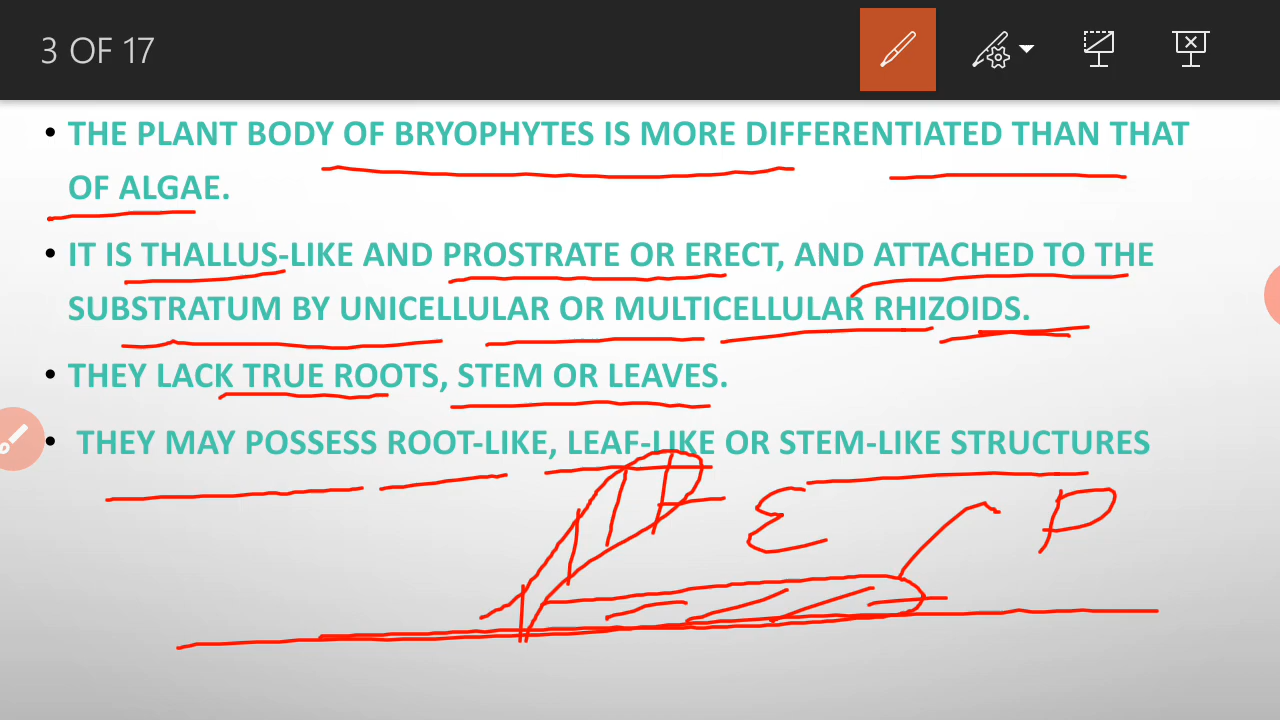 3 OF 17
• THE PLANT BODY OF BRYOPHYTES IS MORE DIFFERENTIATED THAN THAT
OF ALGAE.
• IT IS THALLUS-LIKE AND PROSTRATE OR ERECT, AND ATTACHED TO THE
SUBSTRATUM BY UNICELLULAR OR MULTICELLULAR RHIZOIDS.
• THEY LACK TRUE ROOTS, STEM OR LEAVES.
• THEY MAY POSSESS ROOT-LIKE, LEAF-LIKE OR STEM-LIKE STRUCTURES
E P